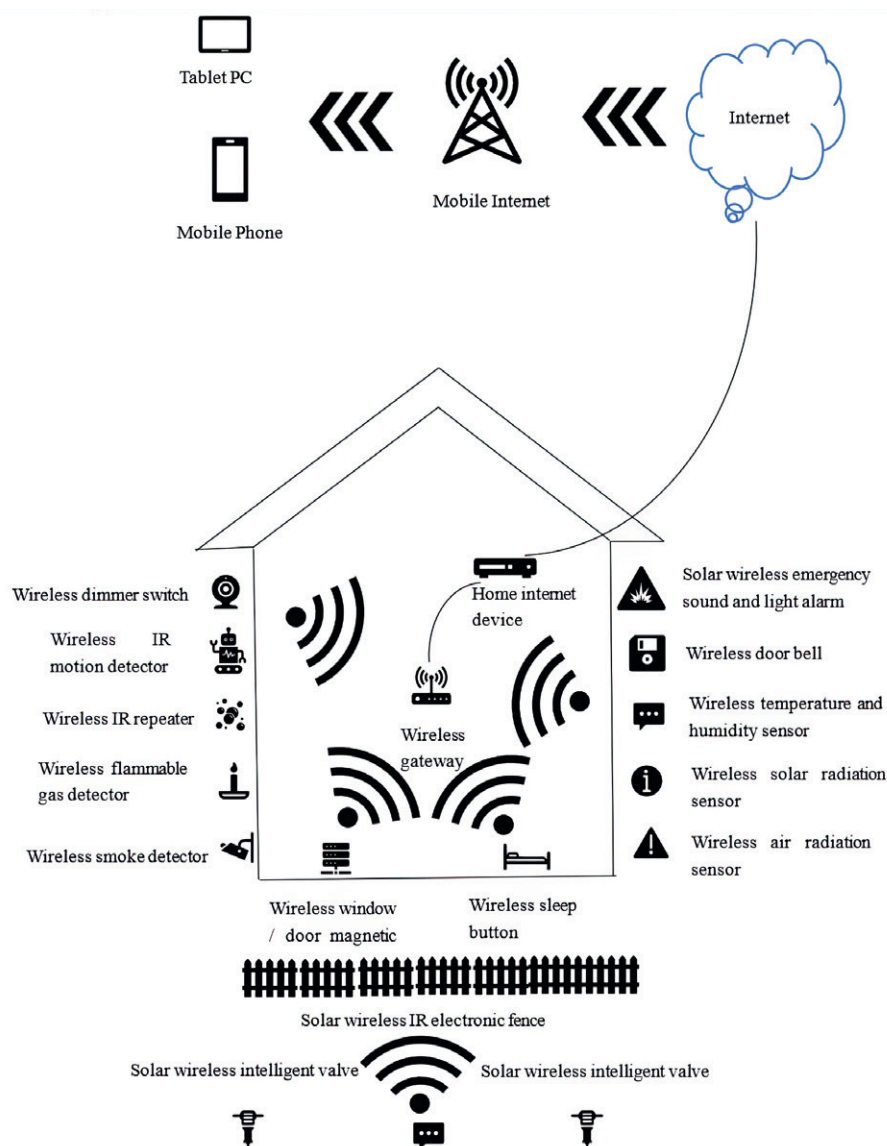 Tablet PC
Internet
Mobile Internet
Mobile Phone
Home internet
device
Wireless
gateway
Wireless dimmer switch
Wireless IR
motion detector
Wireless IR repeater
Wireless flammable
gas detector
Wireless smoke detector
Solar wireless emergency
sound and light alarm
Wireless door bell
Wireless temperature and
humidity sensor
Wireless solar radiation
sensor
Wireless air radiation
sensor
Wireless window
/ door magnetic
Wireless sleep
button
Solar wireless IR electronic fence
Solar wireless intelligent valve
Solar wireless intelligent valve